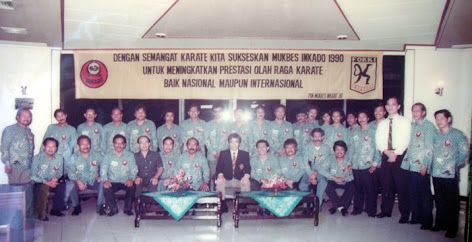 DENGAN SEMANGAT KARATE KITA SUKSESKAN MUKBES INKADO 1990
UNTUK MENINGKATKAN PRESTASI OLAH RAGA KARATE
BAIK NASIONAL MAUPUN INTERNASIONAL
FORKI